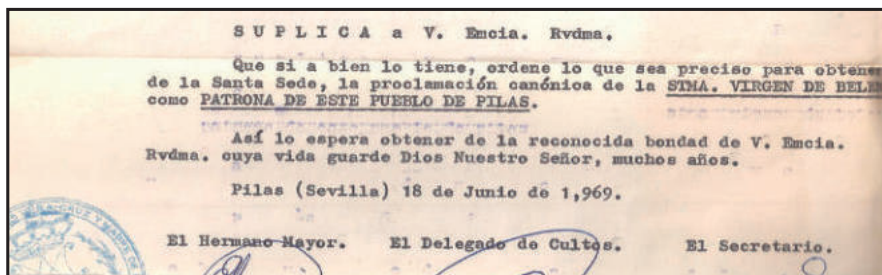 S U P L I C A a V. Emcia. Rvdma.
Que si a bien lo tiene, ordene lo que sea preciso para obtener
de la Santa Sede, la proclamación canónica de la STMA. VIRGEN DE BELEN
como PATRONA DE ESTE PUEBLO DE PILAS.
Así lo espera obtener de la reconocida bondad de V. Emcia.
Rvdma. cuya vida guarde Dios Nuestro Señor, muchos años.
Pilas (Sevilla) 18 de Junio de 1,969.
El Hermano Mayor. El Delegado de Cultos. El Secretario.